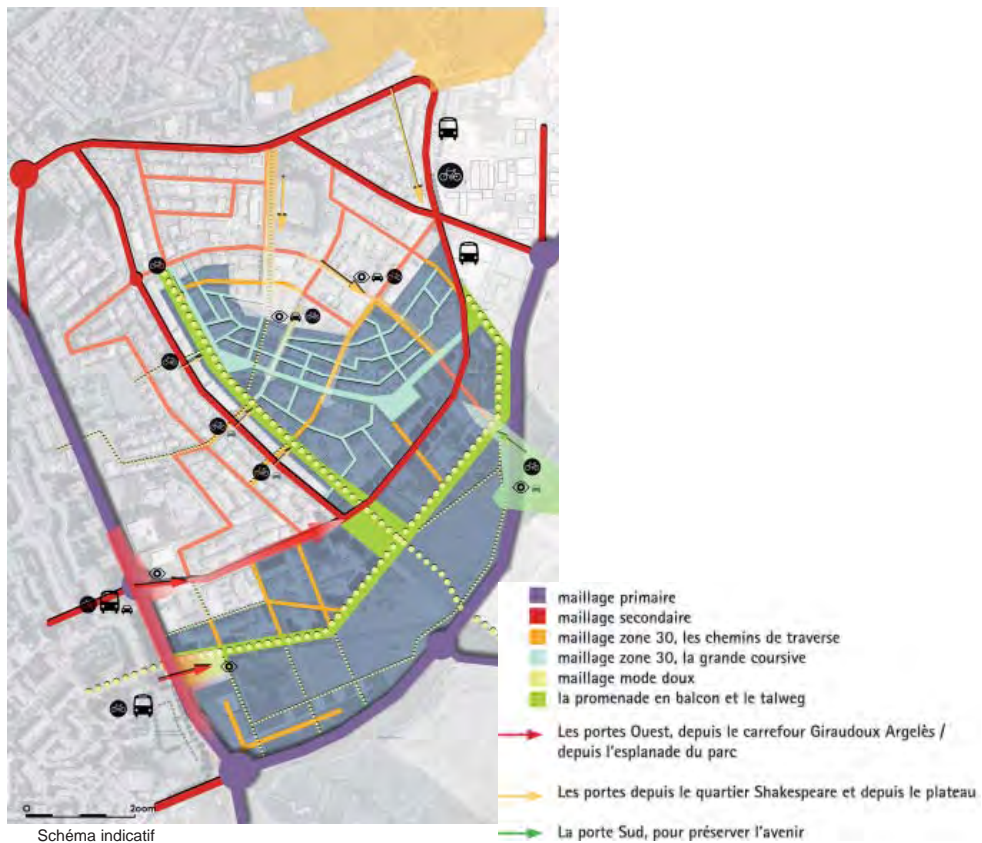 maillage primaire
maillage secondaire
maillage zone 30, les chemins de traverse
maillage zone 30, la grande coursive
maillage mode doux
la promenade en balcon et le talweg
Les portes Ouest, depuis le carrefour Giraudoux Argelès /
depuis l'esplanade du parc
Les portes depuis le quartier Shakespeare et depuis le plateau
La porte Sud, pour préserver l'avenir
0 200m
Schéma indicatif